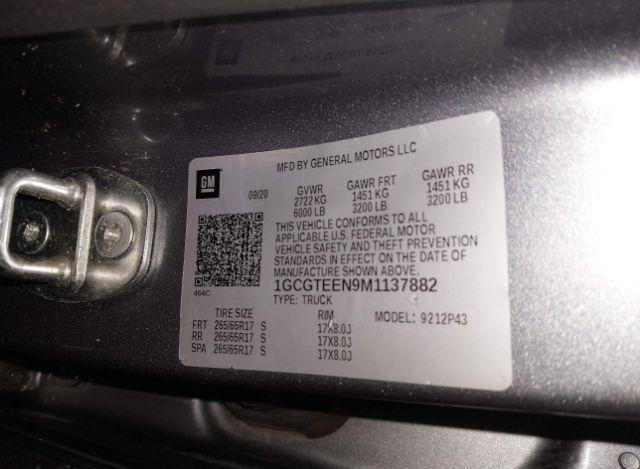 MFD BY GENERAL MOTORS LLC
GM
09/20
GVWR GAWR FRT GAWR RR
2722 KG 1451 KG 1451 KG
6000 LB 3200 LB 3200 LB
THIS VEHICLE CONFORMS TO ALL
APPLICABLE U.S. FEDERAL MOTOR
VEHICLE SAFETY AND THEFT PREVENTION
STANDARDS IN EFFECT ON THE DATE OF
MANUFACTURE SHOWN ABOVE.
464C
1GCGTEEN9M1137882
TYPE: TRUCK
TIRE SIZE RIM MODEL: 9212P43
FRT 265/65R17 S 17X8.0J
RR 265/65R17 S 17X8.0J
SPA 265/65R17 S 17X8.0J